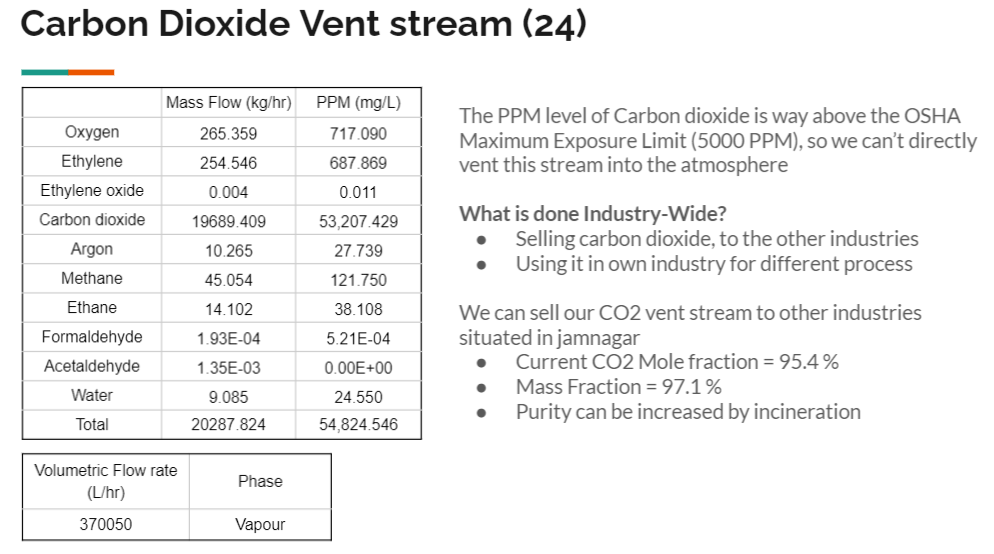 Carbon Dioxide Vent stream (24)
Mass Flow (kg/hr) PPM (mg/L)
Oxygen 265.359 717.090
Ethylene 254.546 687.869
Ethylene oxide 0.004 0.011
Carbon dioxide 19689.409 53,207.429
Argon 10.265 27.739
Methane 45.054 121.750
Ethane 14.102 38.108
Formaldehyde 1.93E-04 5.21E-04
Acetaldehyde 1.35E-03 0.00E+00
Water 9.085 24.550
Total 20287.824 54,824.546
Volumetric Flow rate
(L/hr) Phase
370050 Vapour
The PPM level of Carbon dioxide is way above the OSHA
Maximum Exposure Limit (5000 PPM), so we can't directly
vent this stream into the atmosphere
What is done Industry-Wide?
● Selling carbon dioxide, to the other industries
● Using it in own industry for different process
We can sell our CO2 vent stream to other industries
situated in jamnagar
● Current CO2 Mole fraction = 95.4 %
● Mass Fraction = 97.1 %
● Purity can be increased by incineration